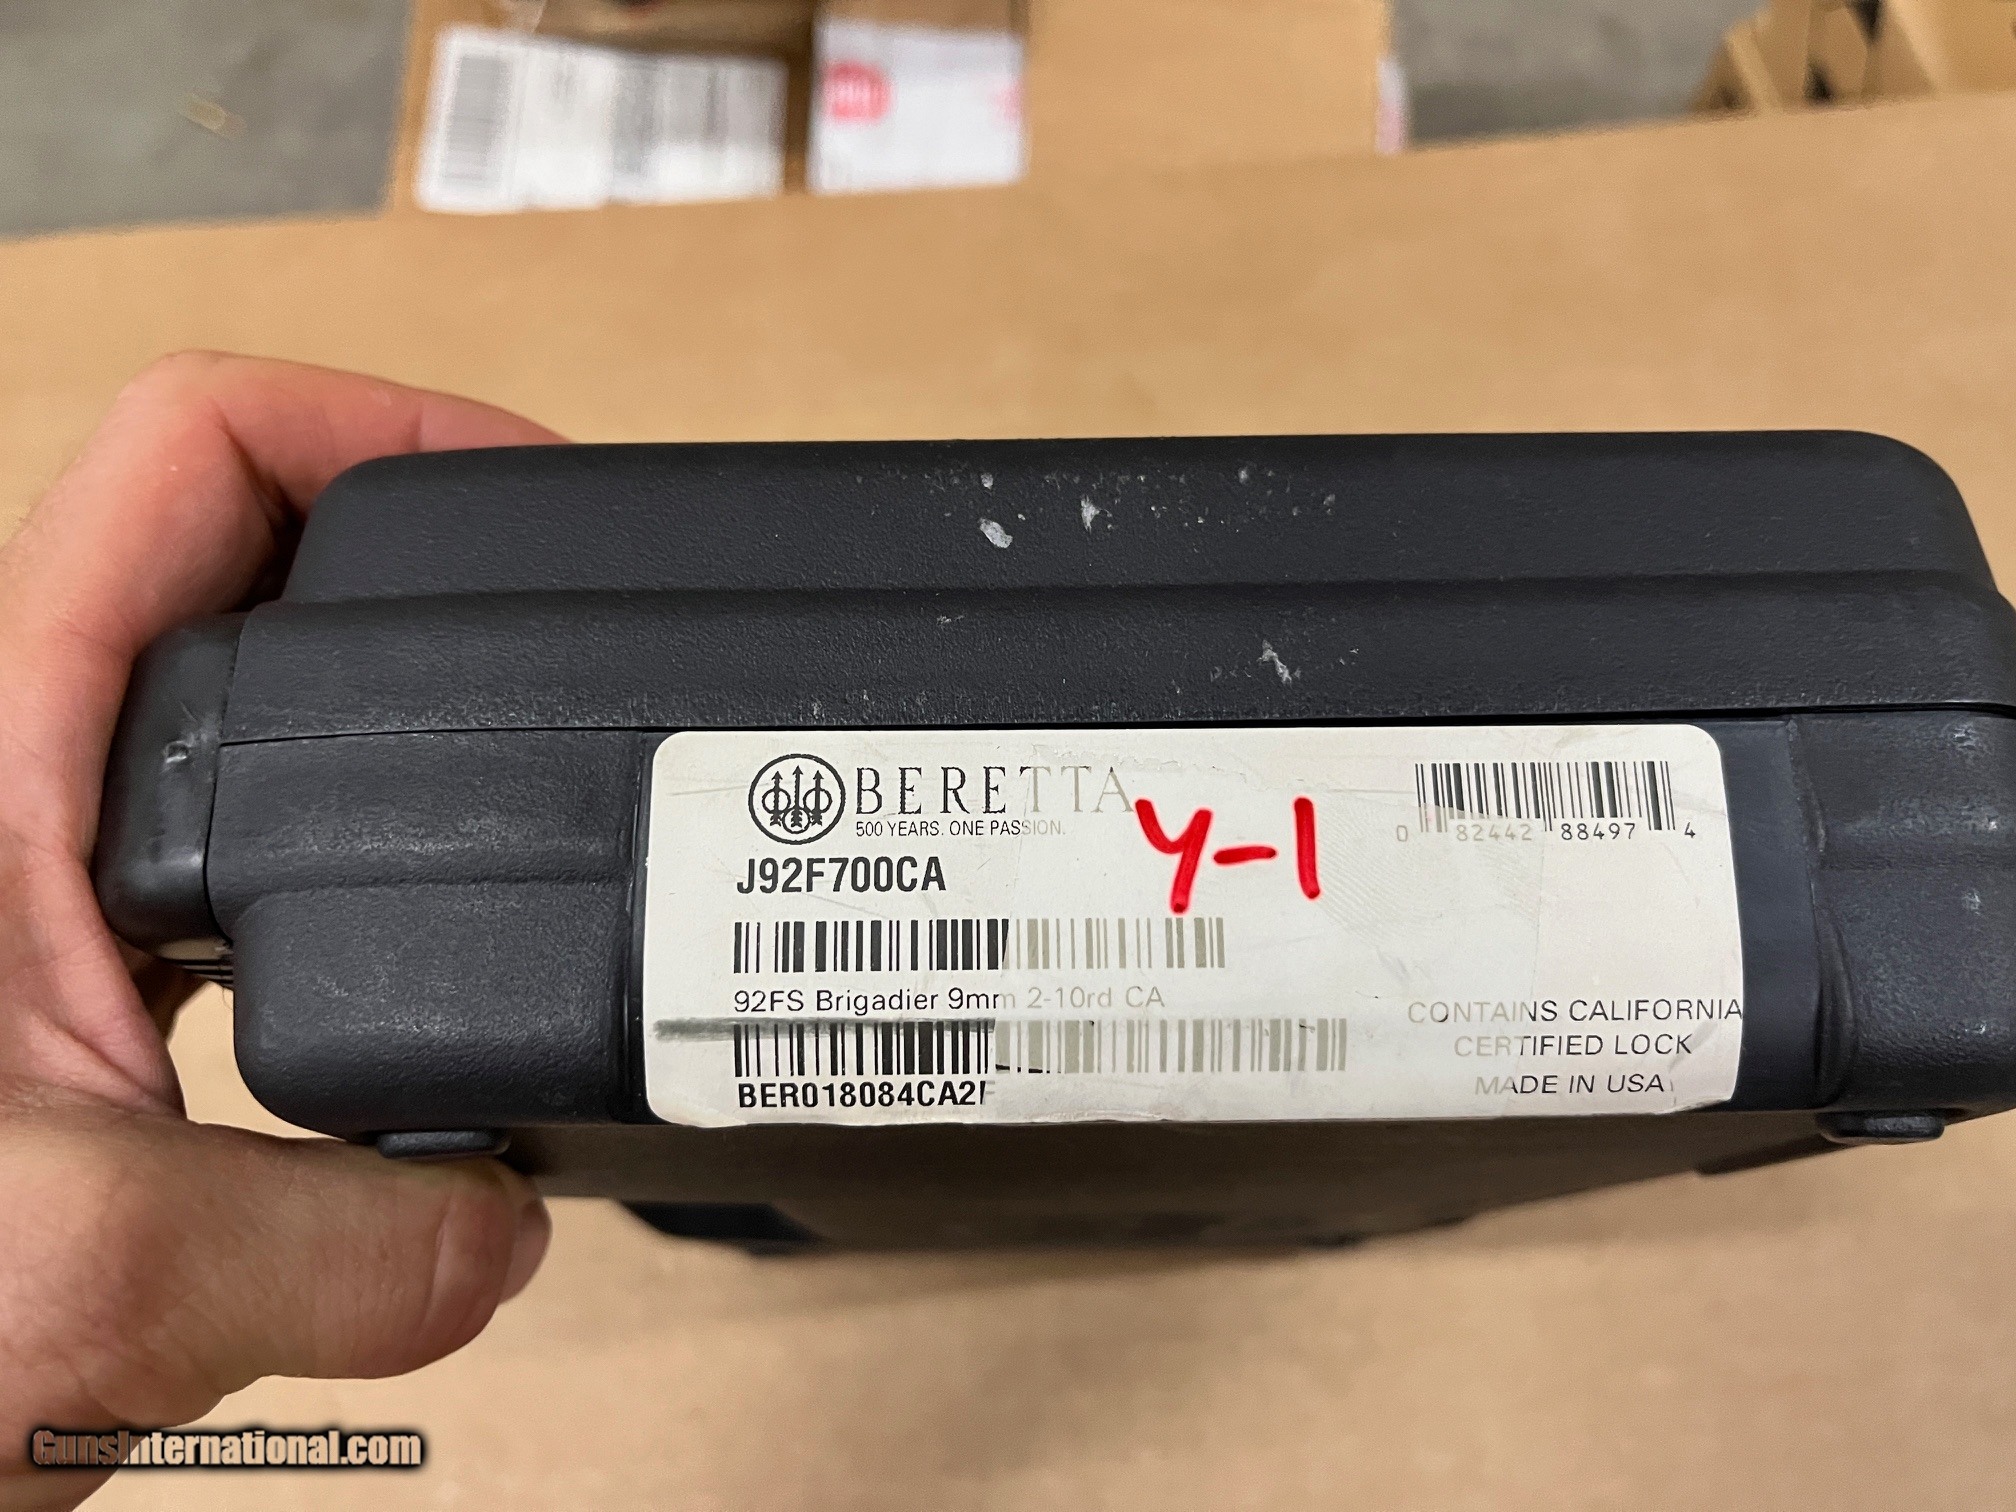 BERETTA
500 YEARS. ONE PASSION.
Y-1
0 82442 88497 4
J92F700CA
92FS Brigadier 9mm 2-10rd CA
BER018084CA2F
CONTAINS CALIFORNIA
CERTIFIED LOCK
MADE IN USA
GunsInternational.com